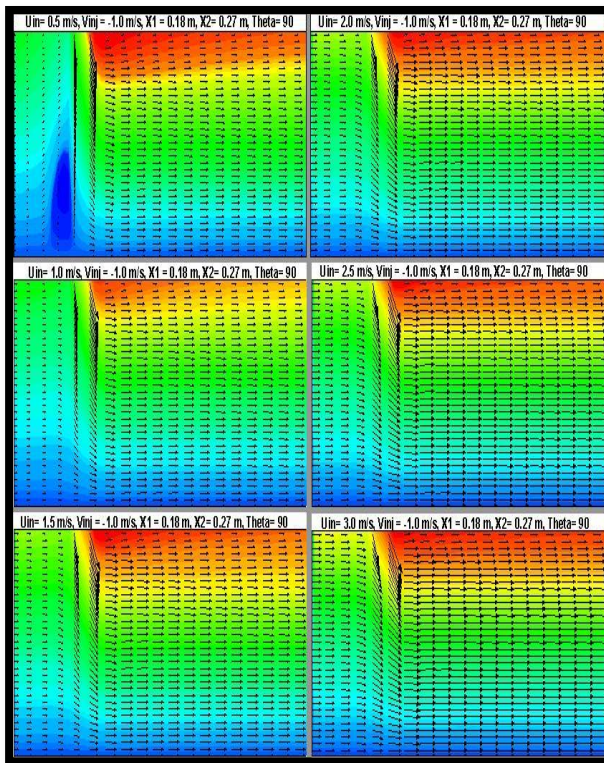 Uin= 0.5 m/s, Vinj = -1.0 m/s, X1 = 0.18 m, X2 = 0.27 m, Theta= 90
Uin= 2.0 m/s, Vinj = -1.0 m/s, X1 = 0.18 m, X2= 0.27 m, Theta= 90
Uin= 1.0 m/s, Vinj = -1.0 m/s, X1 = 0.18 m, X2= 0.27 m, Theta= 90
Uin= 2.5 m/s, Vinj = -1.0 m/s, X1 = 0.18 m, X2= 0.27 m, Theta= 90
Uin= 1.5 m/s, Vinj = -1.0 m/s, X1 = 0.18 m, X2= 0.27 m, Theta= 90
Uin= 3.0 m/s, Vinj = -1.0 m/s, X1 = 0.18 m, X2= 0.27 m, Theta= 90